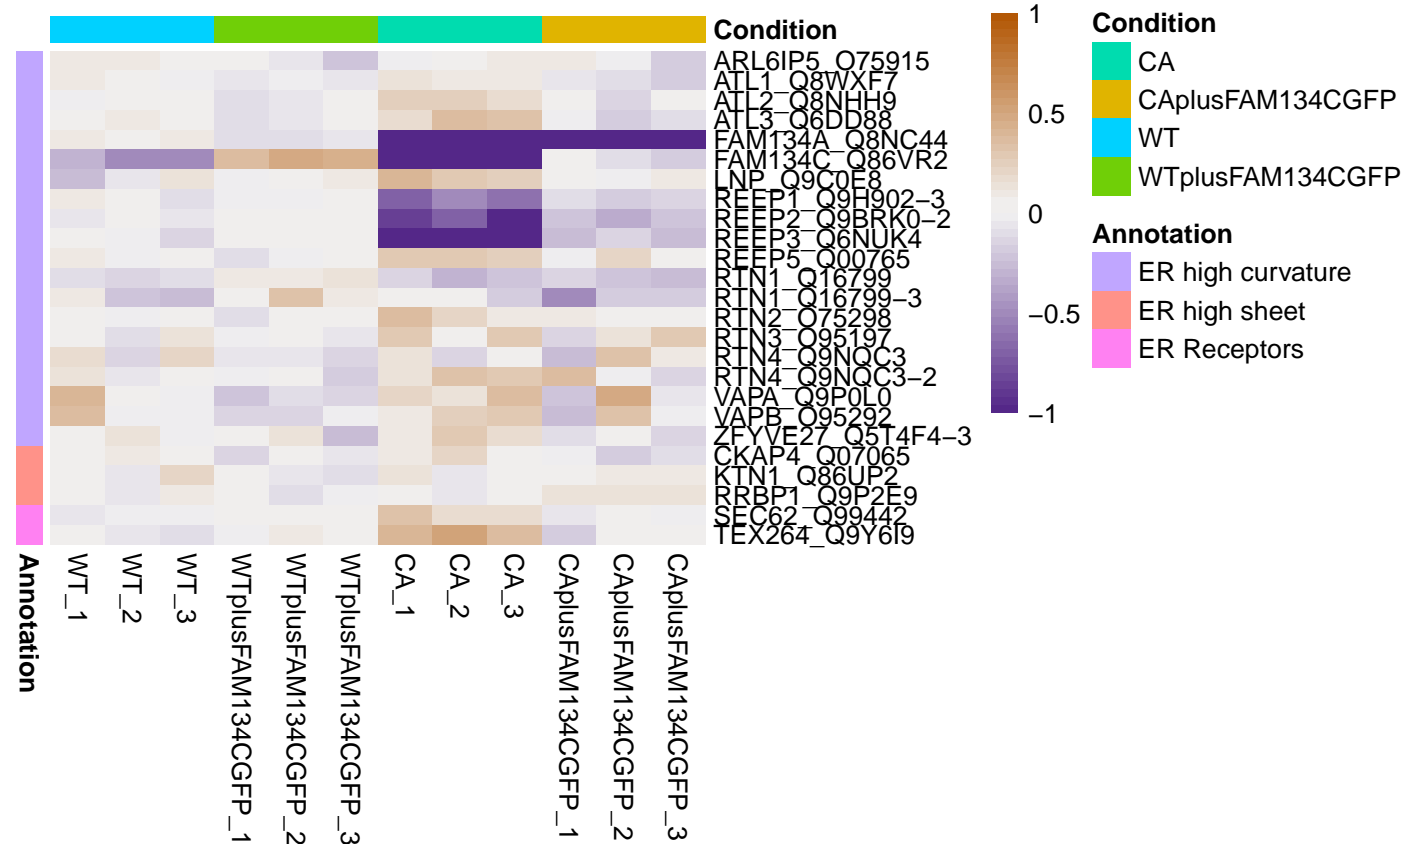 Condition
ARL6IP5_O75915
ATL1_Q8WXF7
ATL2_Q8NHH9
ATL3_Q6DD88
FAM134A_Q8NC44
FAM134C_Q86VR2
LNP_Q9C0E8
REEP1_Q9H902−3
REEP2_Q9BRK0−2
REEP3_Q6NUK4
REEP5_Q00765
RTN1_Q16799
RTN1_Q16799−3
RTN2_O75298
RTN3_O95197
RTN4_Q9NQC3
RTN4_Q9NQC3−2
VAPA_Q9P0L0
VAPB_O95292
ZFYVE27_Q5T4F4−3
CKAP4_Q07065
KTN1_Q86UP2
RRBP1_Q9P2E9
SEC62_Q99442
TEX264_Q9Y6I9
Annotation
WT_1
WT_2
WT_3
WTplusFAM134CGFP_1
WTplusFAM134CGFP_2
WTplusFAM134CGFP_3
CA_1
CA_2
CA_3
CAplusFAM134CGFP_1
CAplusFAM134CGFP_2
CAplusFAM134CGFP_3
1
0.5
0
−0.5
−1
Condition
CA
CAplusFAM134CGFP
WT
WTplusFAM134CGFP
Annotation
ER high curvature
ER high sheet
ER Receptors